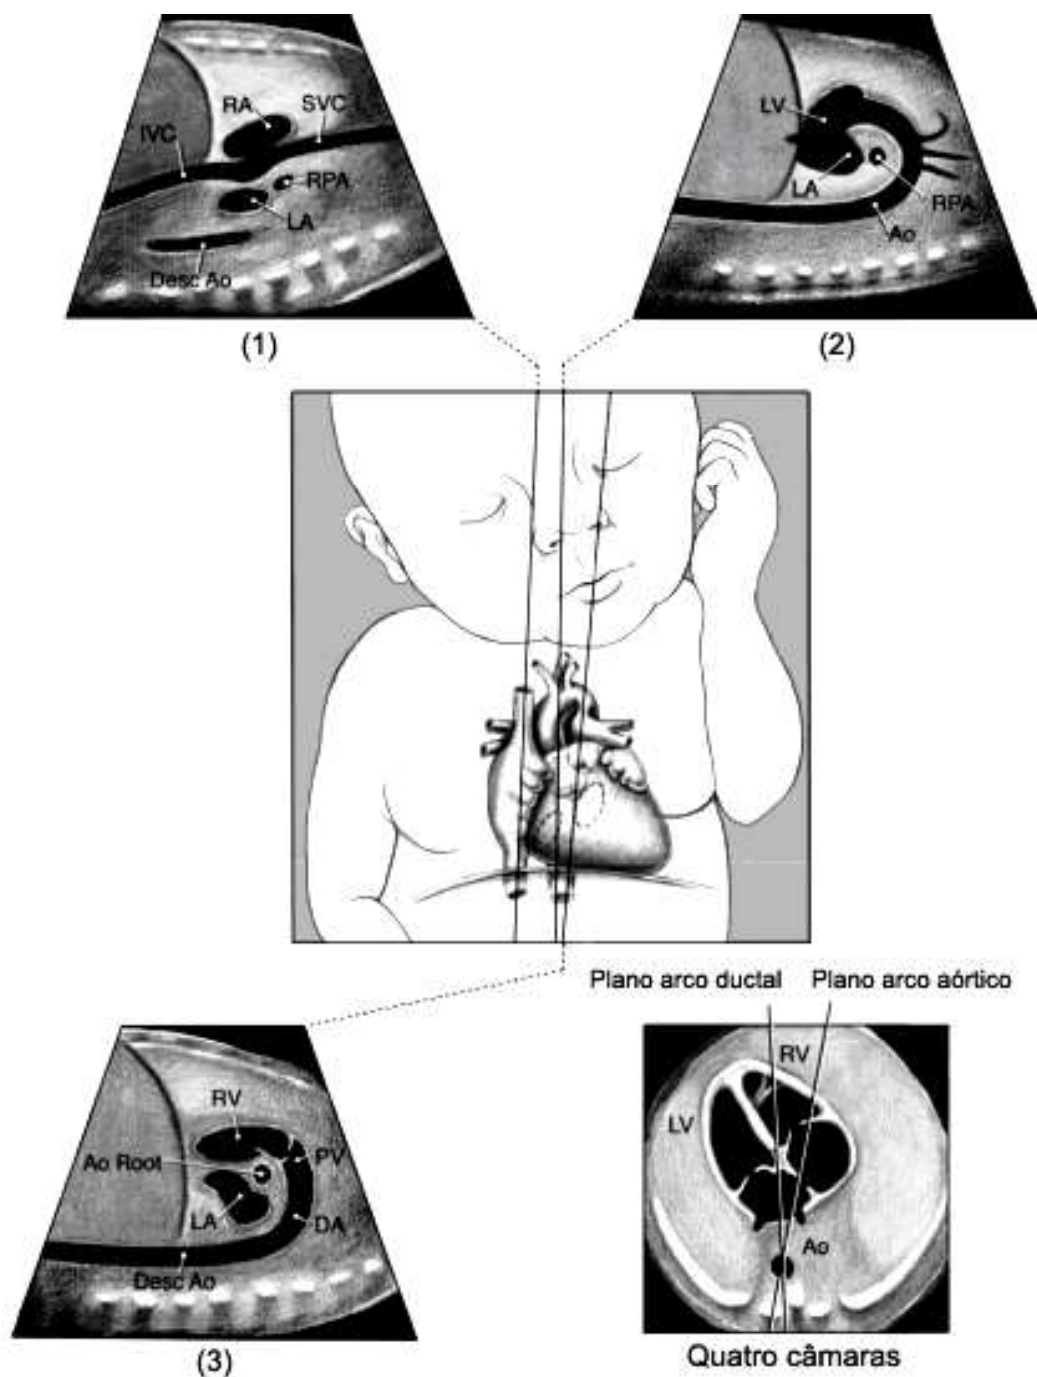 RA
SVC
IVC
RPA
LA
Desc Ao
(1)
LV
LA
RPA
Ao
(2)
Plano arco ductal
Plano arco aórtico
RV
Ao Root
PV
LA
DA
Desc Ao
(3)
RV
LV
Ao
Quatro câmaras